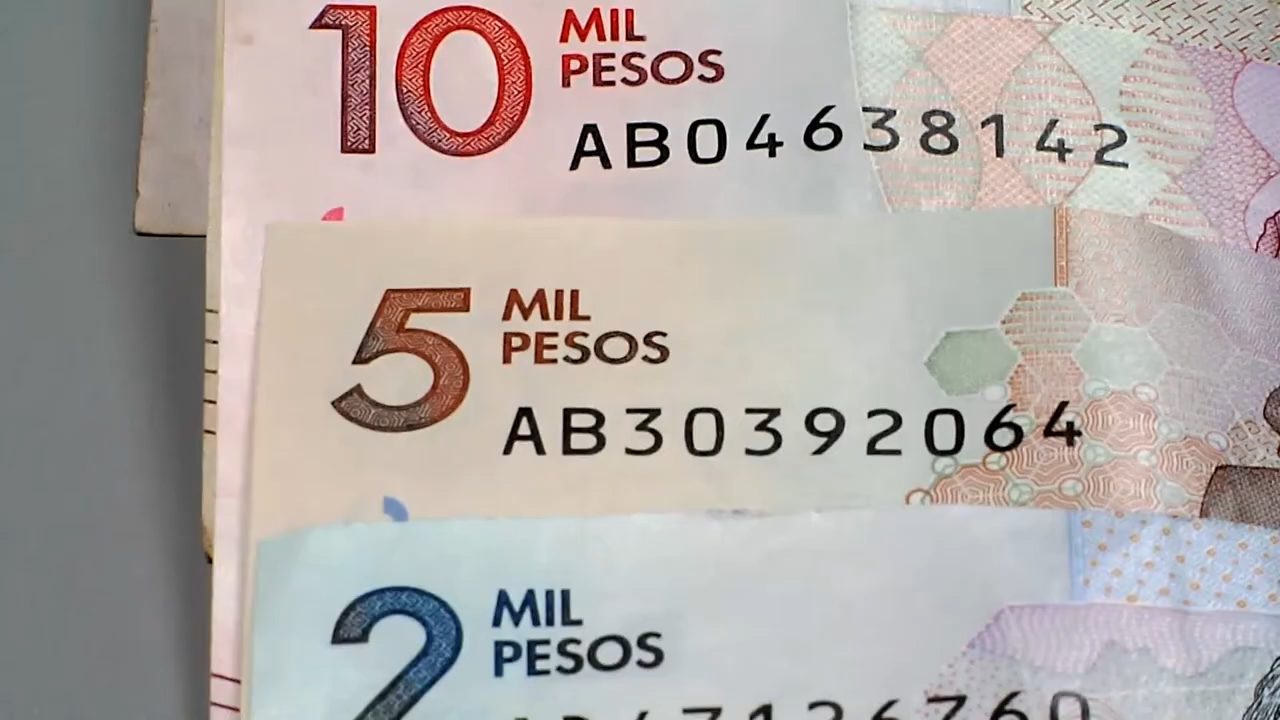 10 MIL
PESOS
AB04638142
5 MIL
PESOS
AB30392064
2 MIL
PESOS